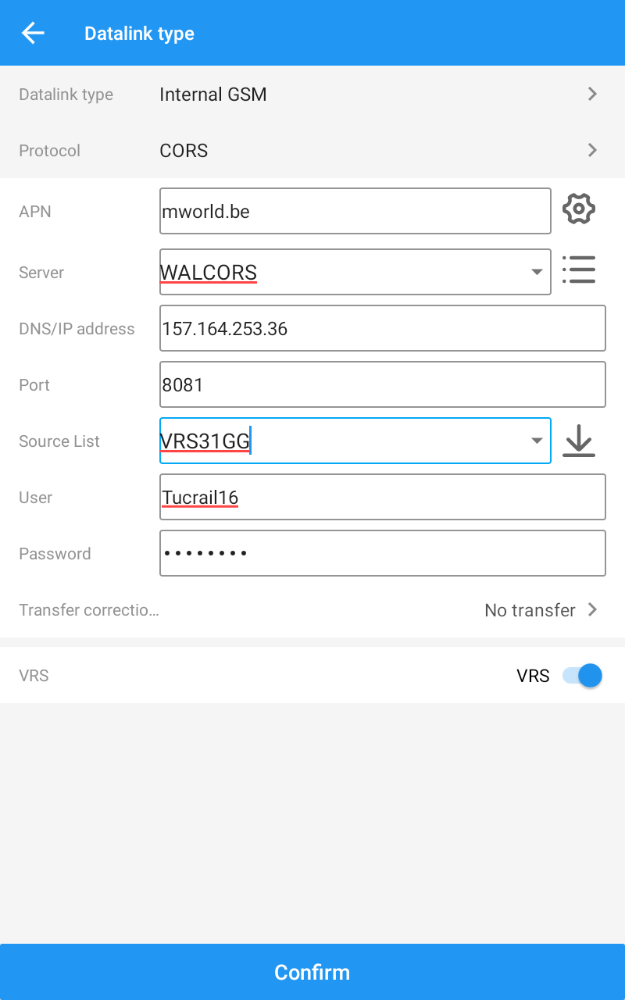 Datalink type
Datalink type Internal GSM
Protocol CORS
APN mworld.be
Server WALCORS
DNS/IP address 157.164.253.36
Port 8081
Source List VRS31GG
User Tucrail16
Password ••••••••
Transfer correctio... No transfer
VRS VRS
Confirm